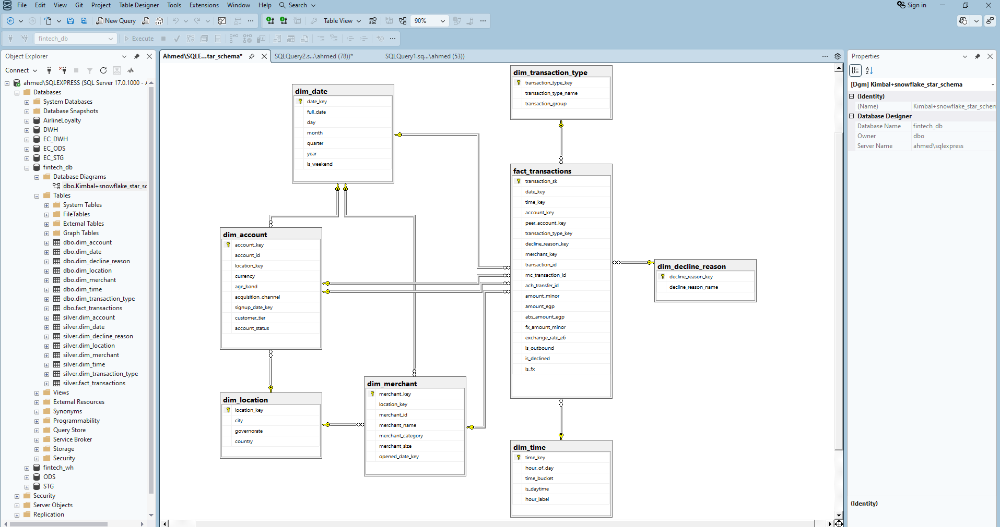 File Edit View Git Project Table Designer Tools Extensions Window Help Search Sign in
New Query DAX Table View abc 90%
fintech_db Execute
Object Explorer
Connect
ahmed\SQLEXPRESS (SQL Server 17.0.1000 -
Databases
System Databases
Database Snapshots
AirlineLoyalty
DWH
EC_DWH
EC_ODS
EC_STG
fintech_db
Database Diagrams
dbo.Kimbal+snowflake_star_sc
Tables
System Tables
FileTables
External Tables
Graph Tables
dbo.dim_account
dbo.dim_date
dbo.dim_decline_reason
dbo.dim_location
dbo.dim_merchant
dbo.dim_time
dbo.dim_transaction_type
dbo.fact_transactions
silver.dim_account
silver.dim_date
silver.dim_decline_reason
silver.dim_location
silver.dim_merchant
silver.dim_time
silver.dim_transaction_type
silver.fact_transactions
Views
External Resources
Synonyms
Programmability
Query Store
Service Broker
Storage
Security
fintech_wh
ODS
STG
Security
Server Objects
Replication
Ahmed\SQLE...tar_schema* SQLQuery2.s...\ahmed (78))* SQLQuery1.sq...\ahmed (53))
dim_date
date_key
full_date
day
month
quarter
year
is_weekend
dim_transaction_type
transaction_type_key
transaction_type_name
transaction_group
dim_account
account_key
account_id
location_key
currency
age_band
acquisition_channel
signup_date_key
customer_tier
account_status
fact_transactions
transaction_sk
date_key
time_key
account_key
peer_account_key
transaction_type_key
decline_reason_key
merchant_key
transaction_id
mc_transaction_id
ach_transfer_id
amount_minor
amount_egp
abs_amount_egp
fx_amount_minor
exchange_rate_e6
is_outbound
is_declined
is_fx
dim_decline_reason
decline_reason_key
decline_reason_name
dim_location
location_key
city
governorate
country
dim_merchant
merchant_key
location_key
merchant_id
merchant_name
merchant_category
merchant_size
opened_date_key
dim_time
time_key
hour_of_day
time_bucket
is_daytime
hour_label
Properties
[Dgm] Kimbal+snowflake_star_schema
(Identity)
(Name) Kimbal+snowflake_star_schem
Database Designer
Database Name fintech_db
Owner dbo
Server Name ahmed\sqlexpress
(Identity)